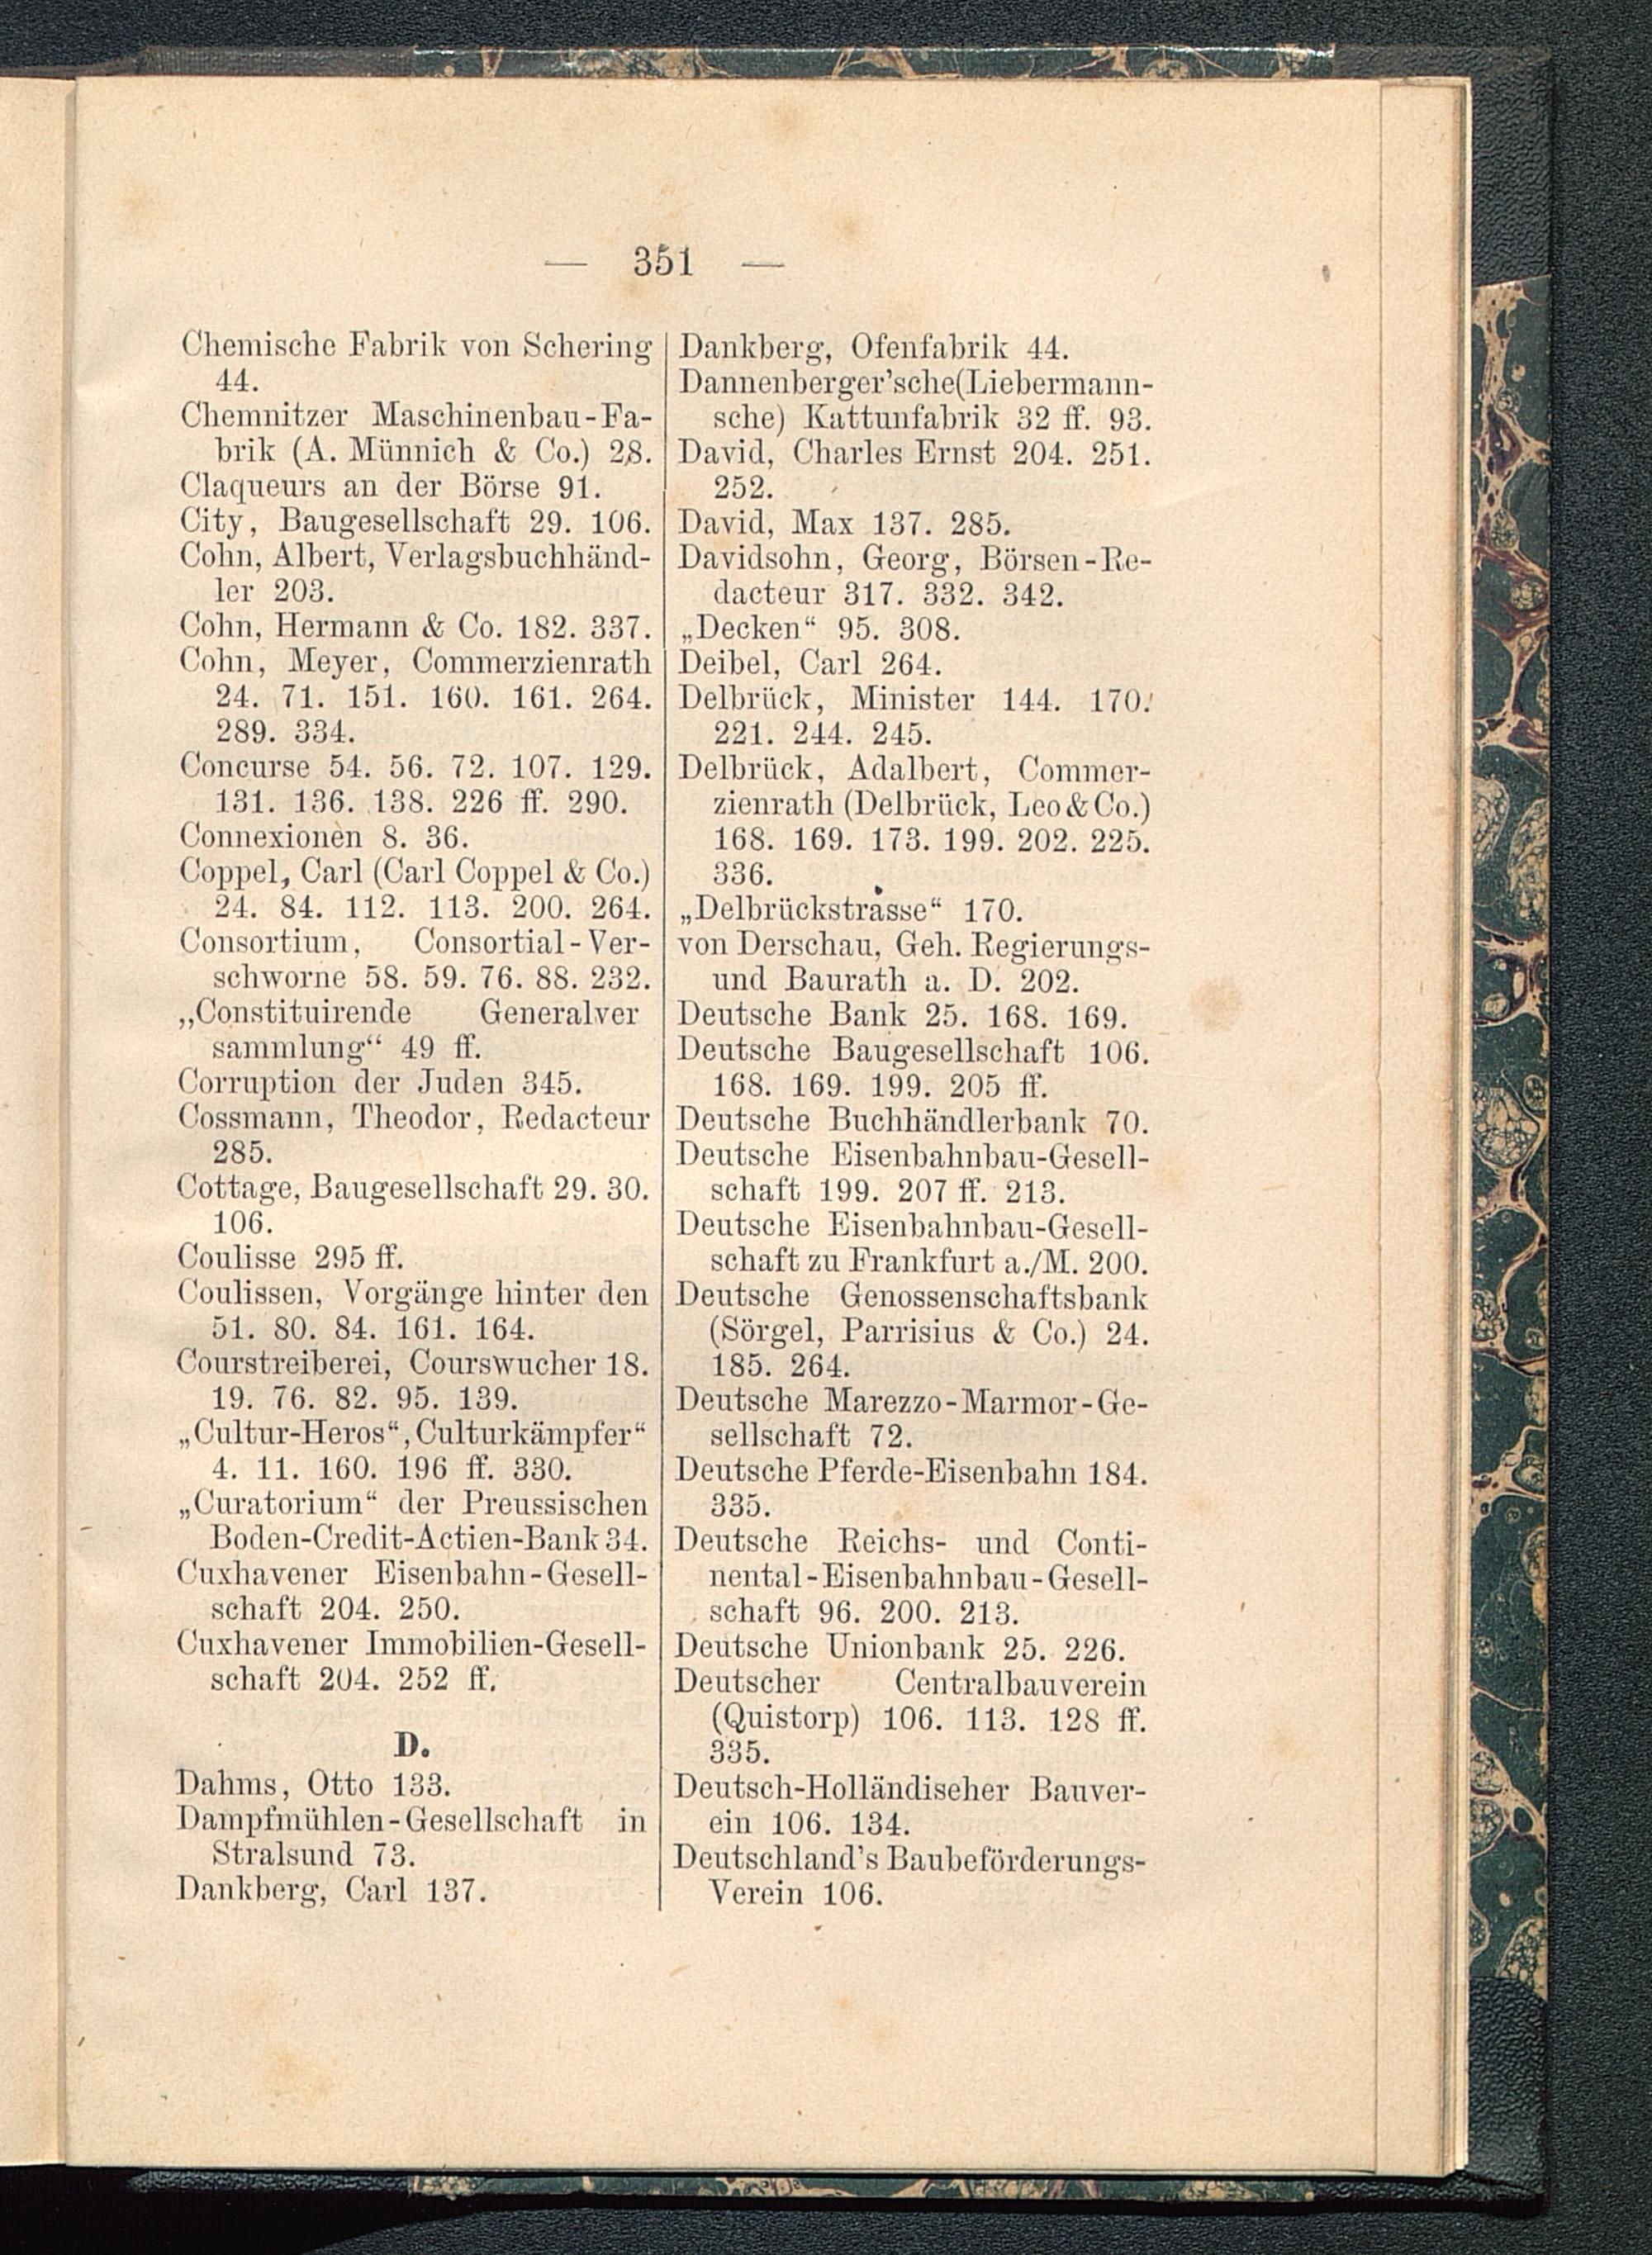 — 351 —
Chemische Fabrik von Schering
44.
Chemnitzer Maschinenbau-Fa-
brik (A. Münnich & Co.) 28.
Claqueurs an der Börse 91.
City, Baugesellschaft 29. 106.
Cohn, Albert, Verlagsbuchhänd-
ler 203.
Cohn, Hermann & Co. 182. 337.
Cohn, Meyer, Commerzienrath
24. 71. 151. 160. 161. 264.
289. 334.
Concurse 54. 56. 72. 107. 129.
131. 136. 138. 226 ff. 290.
Connexionen 8. 36.
Coppel, Carl (Carl Coppel & Co.)
24. 84. 112. 113. 200. 264.
Consortium, Consortial-Ver-
schworne 58. 59. 76. 88. 232.
„Constituirende Generalver
sammlung“ 49 ff.
Corruption der Juden 345.
Cossmann, Theodor, Redacteur
285.
Cottage, Baugesellschaft 29. 30.
106.
Coulisse 295 ff.
Coulissen, Vorgänge hinter den
51. 80. 84. 161. 164.
Courstreiberei, Courswucher 18.
19. 76. 82. 95. 139.
„Cultur-Heros“, Culturkämpfer“
4. 11. 160. 196 ff. 330.
„Curatorium“ der Preussischen
Boden-Credit-Actien-Bank 34.
Cuxhavener Eisenbahn-Gesell-
schaft 204. 250.
Cuxhavener Immobilien-Gesell-
schaft 204. 252 ff.
D.
Dahms, Otto 133.
Dampfmühlen-Gesellschaft in
Stralsund 73.
Dankberg, Carl 137.
Dankberg, Ofenfabrik 44.
Dannenberger'sche(Liebermann-
sche) Kattunfabrik 32 ff. 93.
David, Charles Ernst 204. 251.
252.
David, Max 137. 285.
Davidsohn, Georg, Börsen-Re-
dacteur 317. 332. 342.
„Decken“ 95. 308.
Deibel, Carl 264.
Delbrück, Minister 144. 170.
221. 244. 245.
Delbrück, Adalbert, Commer-
zienrath (Delbrück, Leo & Co.)
168. 169. 173. 199. 202. 225.
336.
„Delbrückstrasse“ 170.
von Derschau, Geh. Regierungs-
und Baurath a. D. 202.
Deutsche Bank 25. 168. 169.
Deutsche Baugesellschaft 106.
168. 169. 199. 205 ff.
Deutsche Buchhändlerbank 70.
Deutsche Eisenbahnbau-Gesell-
schaft 199. 207 ff. 213.
Deutsche Eisenbahnbau-Gesell-
schaft zu Frankfurt a./M. 200.
Deutsche Genossenschaftsbank
(Sörgel, Parrisius & Co.) 24.
185. 264.
Deutsche Marezzo-Marmor-Ge-
sellschaft 72.
Deutsche Pferde-Eisenbahn 184.
335.
Deutsche Reichs- und Conti-
nental-Eisenbahnbau-Gesell-
schaft 96. 200. 213.
Deutsche Unionbank 25. 226.
Deutscher Centralbauverein
(Quistorp) 106. 113. 128 ff.
335.
Deutsch-Holländiseher Bauver-
ein 106. 134.
Deutschland's Baubeförderungs-
Verein 106.